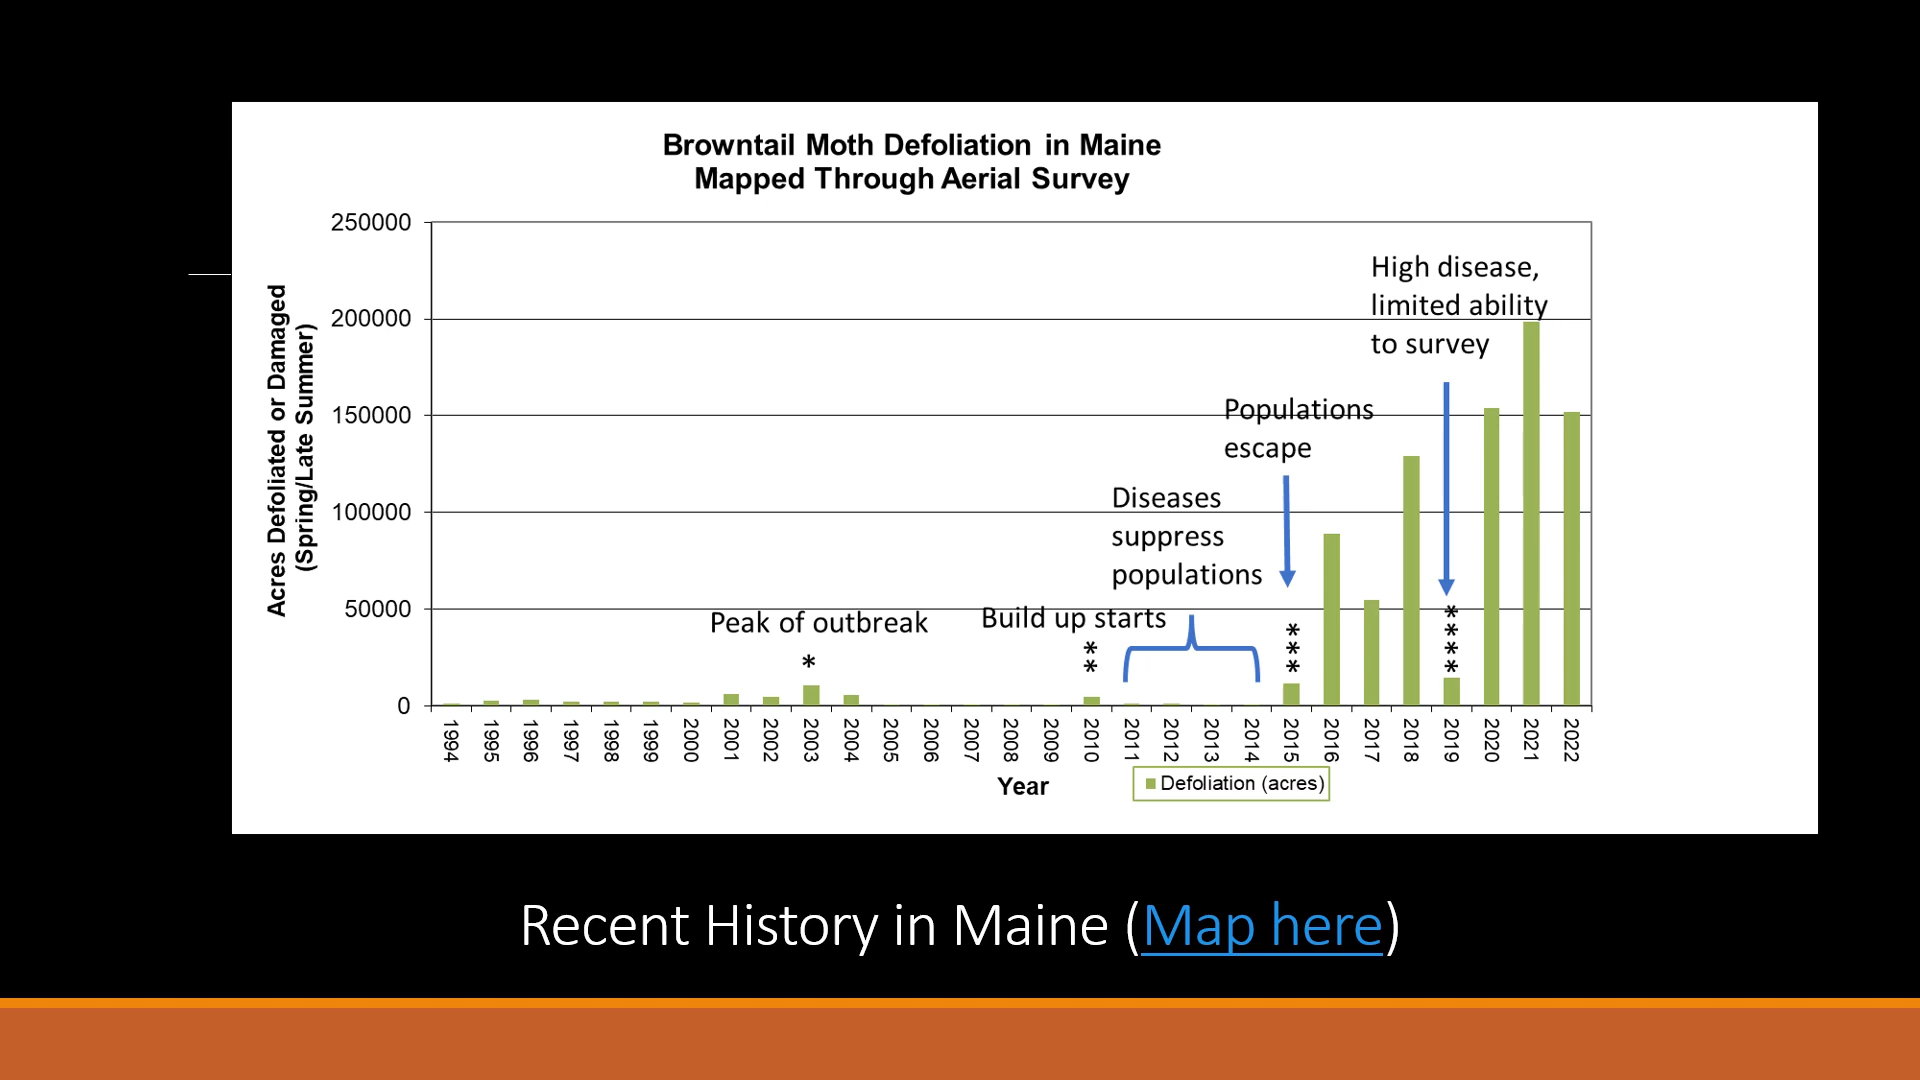 Browntail Moth Defoliation in Maine
Mapped Through Aerial Survey
Acres Defoliated or Damaged
(Spring/Late Summer)
250000
200000
150000
100000
50000
0
High disease,
limited ability
to survey
Populations
escape
Diseases
suppress
populations
Build up starts
Peak of outbreak
*
**
***
****
1994
1995
1996
1997
1998
1999
2000
2001
2002
2003
2004
2005
2006
2007
2008
2009
2010
2011
2012
2013
2014
2015
2016
2017
2018
2019
2020
2021
2022
Year
Defoliation (acres)
Recent History in Maine (Map here)